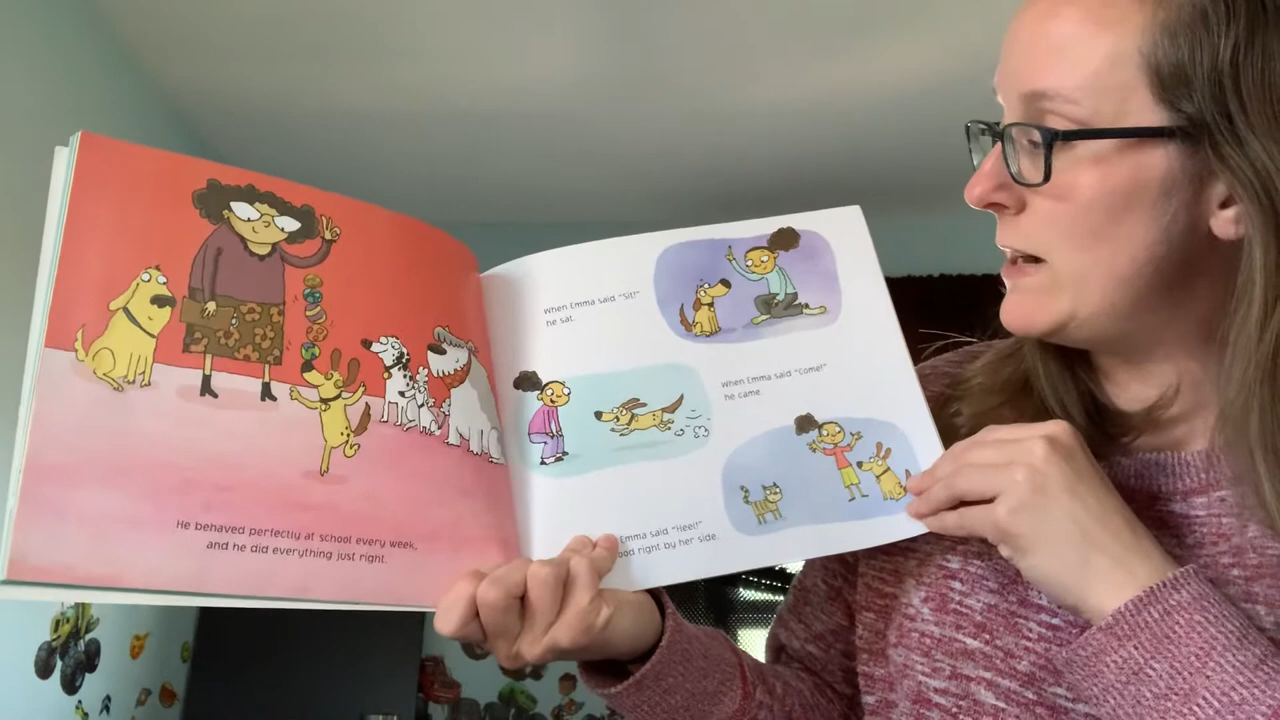 He behaved perfectly at school every week,
and he did everything just right.
When Emma said "Sit!"
he sat.
When Emma said "Come!"
he came.
Emma said "Heel!"
right by her side.